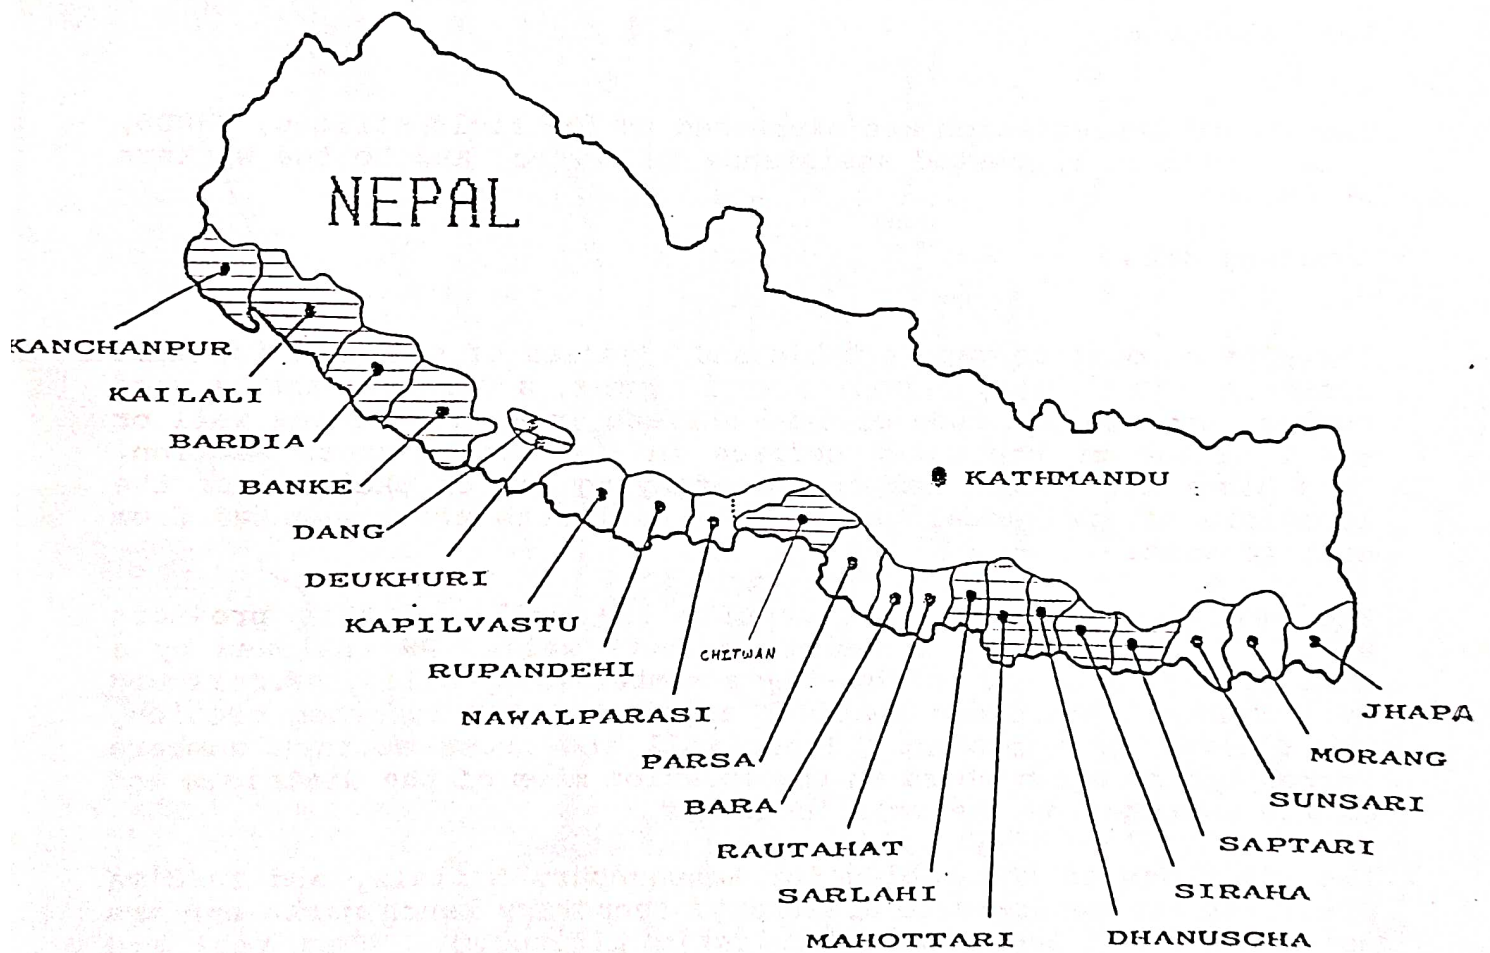 NEPAL
KATHMANDU
KANCHANPUR
KAILALI
BARDIA
BANKE
DANG
DEUKHURI
KAPILVASTU
RUPANDEHI
CHITWAN
NAWALPARASI
PARSA
BARA
RAUTAHAT
SARLAHI
MAHOTTARI
DHANUSCHA
SIRAHA
SAPTARI
SUNSARI
MORANG
JHAPA